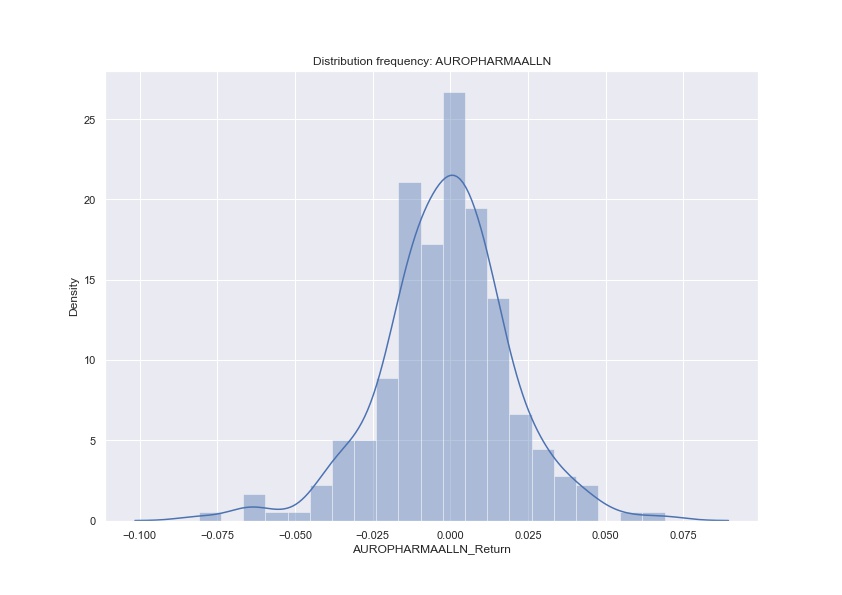 Distribution frequency: AUROPHARMAALLN
25
20
15
10
5
0
Density
−0.100 −0.075 −0.050 −0.025 0.000 0.025 0.050 0.075
AUROPHARMAALLN_Return